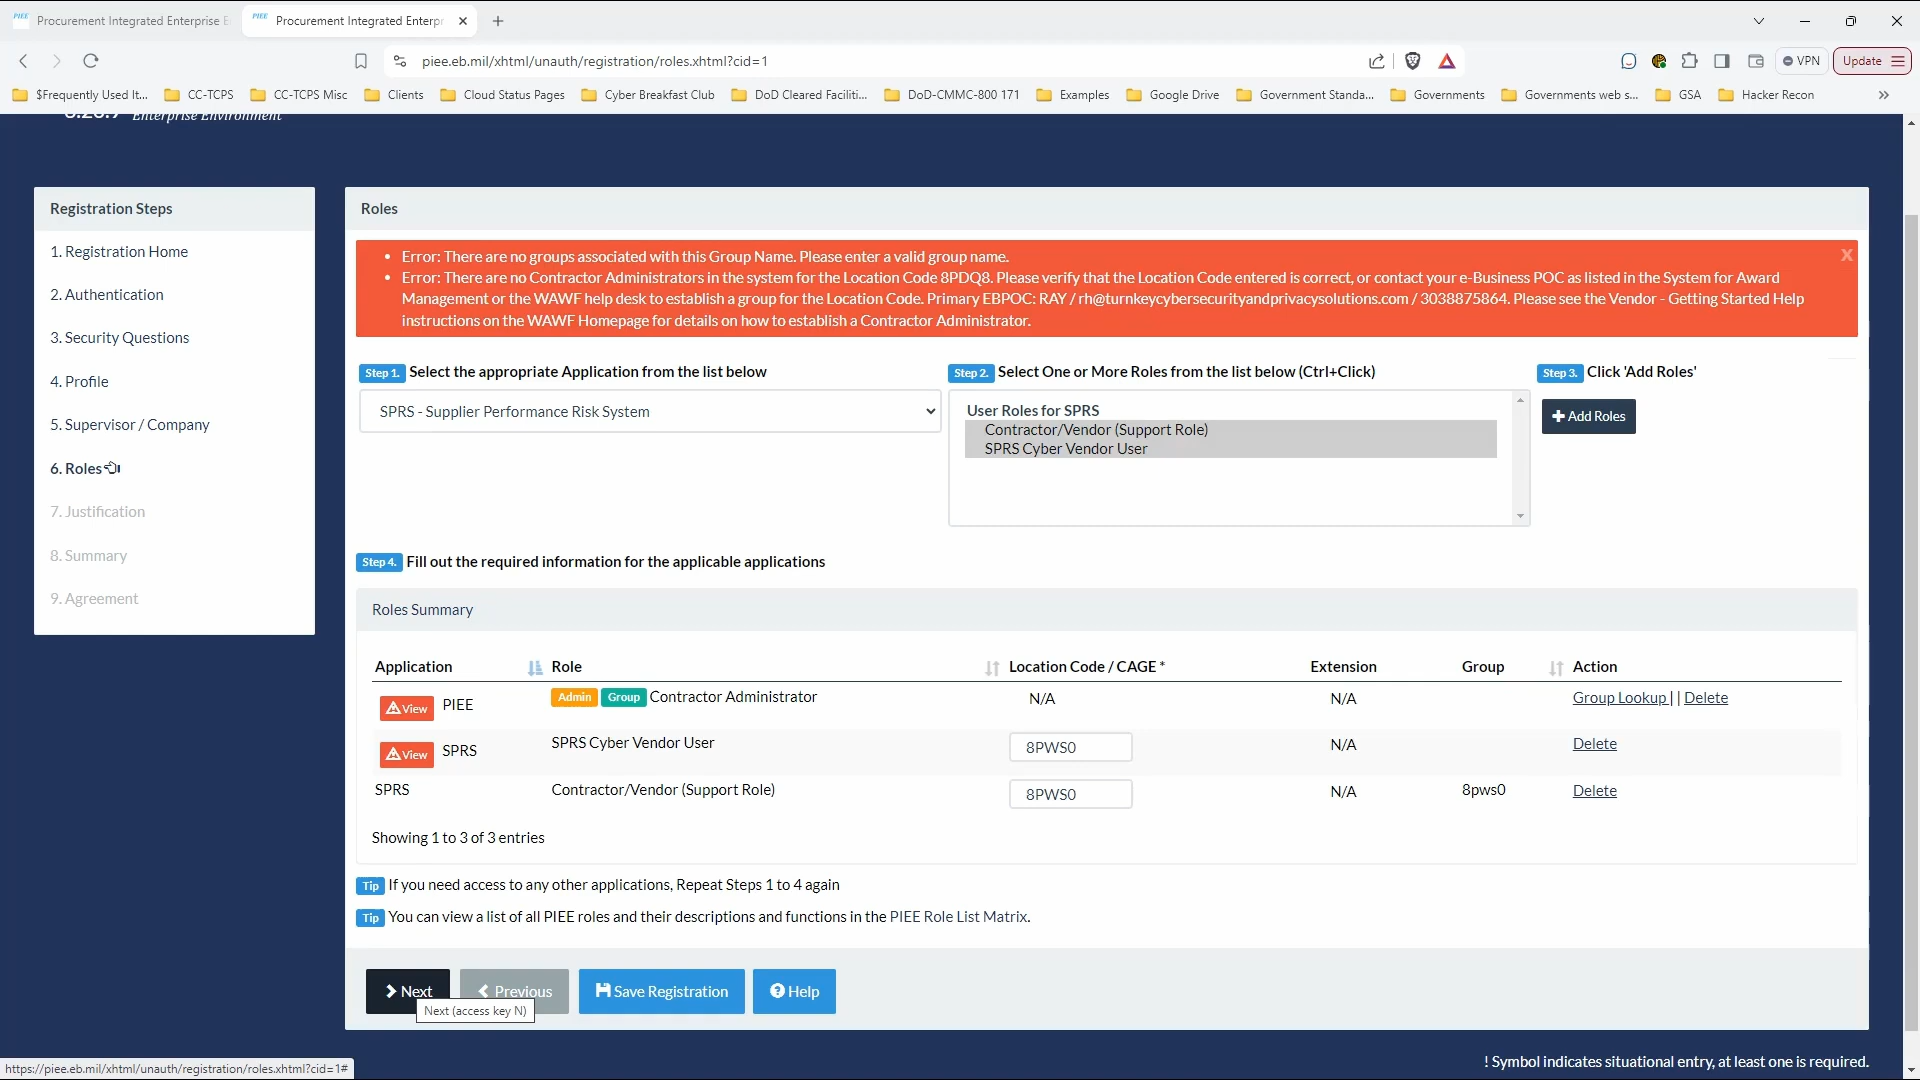 PIEE Procurement Integrated Enterprise E
PIEE Procurement Integrated Enterpr
piee.eb.mil/xhtml/unauth/registration/roles.xhtml?cid=1
VPN
Update
$Frequently Used It... CC-TCPS CC-TCPS Misc Clients Cloud Status Pages Cyber Breakfast Club DoD Cleared Faciliti... DoD-CMMC-800 171 Examples Google Drive Government Standa... Governments Governments web s... GSA Hacker Recon »
Enterprise Environment
Registration Steps
1. Registration Home
2. Authentication
3. Security Questions
4. Profile
5. Supervisor / Company
6. Roles
7. Justification
8. Summary
9. Agreement
Roles
X
• Error: There are no groups associated with this Group Name. Please enter a valid group name.
• Error: There are no Contractor Administrators in the system for the Location Code 8PDQ8. Please verify that the Location Code entered is correct, or contact your e-Business POC as listed in the System for Award
Management or the WAWF help desk to establish a group for the Location Code. Primary EBPOC: RAY / rh@turnkeycybersecurityandprivacysolutions.com / 3038875864. Please see the Vendor - Getting Started Help
instructions on the WAWF Homepage for details on how to establish a Contractor Administrator.
Step 1. Select the appropriate Application from the list below
SPRS - Supplier Performance Risk System
Step 2. Select One or More Roles from the list below (Ctrl+Click)
User Roles for SPRS
Contractor/Vendor (Support Role)
SPRS Cyber Vendor User
Step 3. Click 'Add Roles'
Add Roles
Step 4. Fill out the required information for the applicable applications
Roles Summary
Application Role Location Code / CAGE * Extension Group Action
View PIEE Admin Group Contractor Administrator N/A N/A Group Lookup | | Delete
View SPRS SPRS Cyber Vendor User 8PWS0 N/A Delete
SPRS Contractor/Vendor (Support Role) 8PWS0 N/A 8pws0 Delete
Showing 1 to 3 of 3 entries
Tip If you need access to any other applications, Repeat Steps 1 to 4 again
Tip You can view a list of all PIEE roles and their descriptions and functions in the PIEE Role List Matrix.
Next Previous Save Registration Help
Next (access key N)
! Symbol indicates situational entry, at least one is required.
https://piee.eb.mil/xhtml/unauth/registration/roles.xhtml?cid=1#